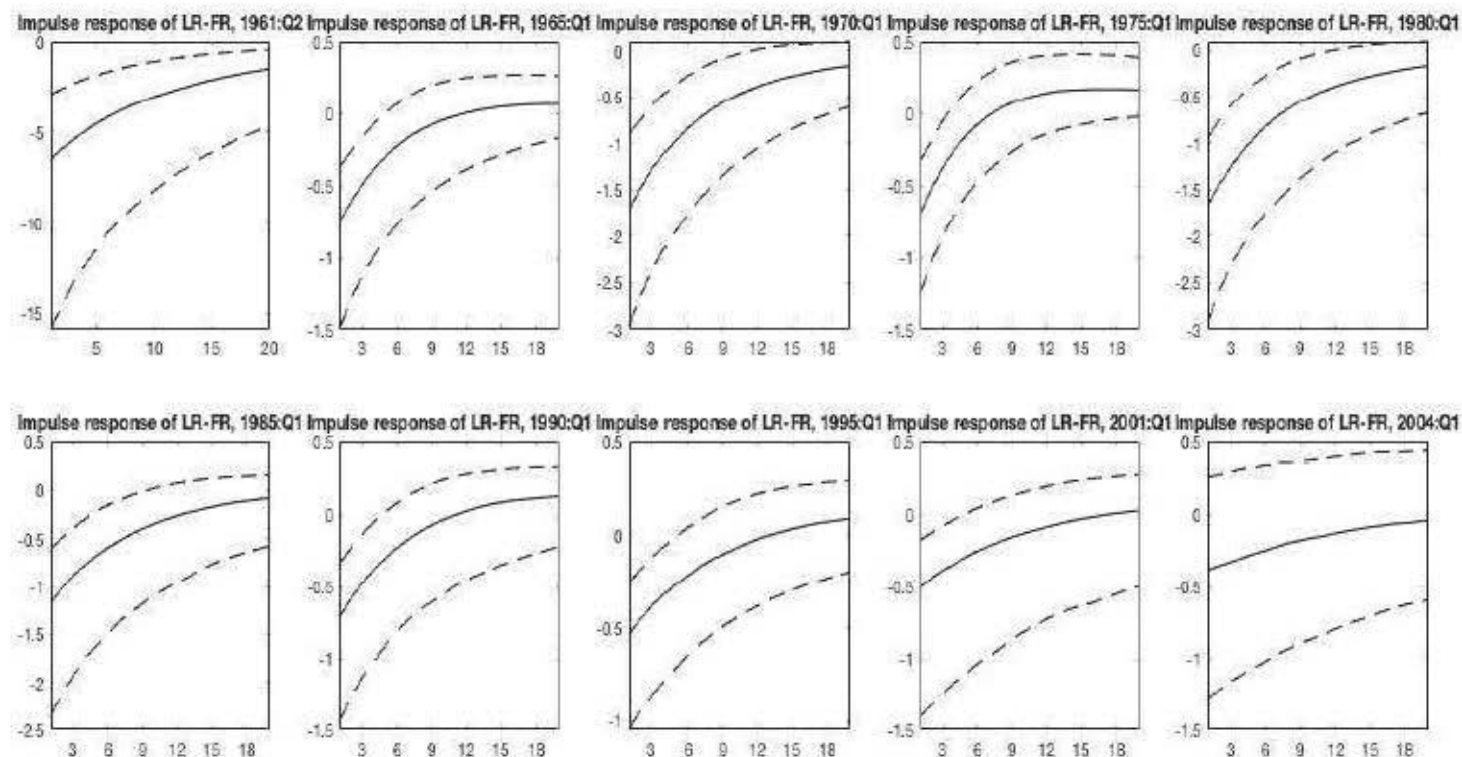 Impulse response of LR-FR, 1961:Q2 Impulse response of LR-FR, 1965:Q1 Impulse response of LR-FR, 1970:Q1 Impulse response of LR-FR, 1975:Q1 Impulse response of LR-FR, 1980:Q1
0 0.5 0 0.5 0
-0.5 -0.5
-5 0 -1 0 -1
-1.5 -1.5
-10 -0.5 -0.5
-2 -2
-1 -1
-15 -2.5 -2.5
-1.5 -3 -1.5 -3
5 10 15 20 3 6 9 12 15 18 3 6 9 12 15 18 3 6 9 12 15 18 3 6 9 12 15 18
Impulse response of LR-FR, 1985:Q1 Impulse response of LR-FR, 1990:Q1 Impulse response of LR-FR, 1995:Q1 Impulse response of LR-FR, 2001:Q1 Impulse response of LR-FR, 2004:Q1
0.5 0.5 0.5 0.5 0.5
0 0 0 0 0
-0.5
-1 -0.5 -0.5 -0.5 -0.5
-1.5
-1 -1 -1
-2
-2.5 -1.5 -1 -1.5 -1.5
3 6 9 12 15 18 3 6 9 12 15 18 3 6 9 12 15 18 3 6 9 12 15 18 3 6 9 12 15 18